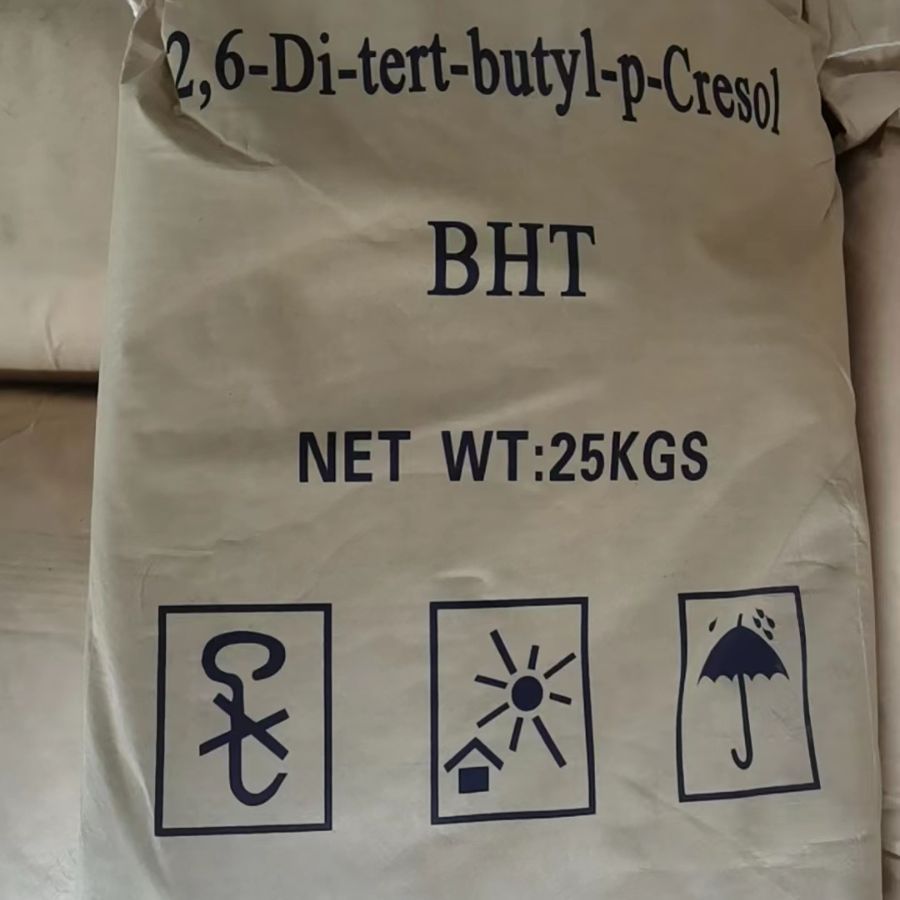 2,6-Di-tert-butyl-p-Cresol
BHT
NET WT:25KGS